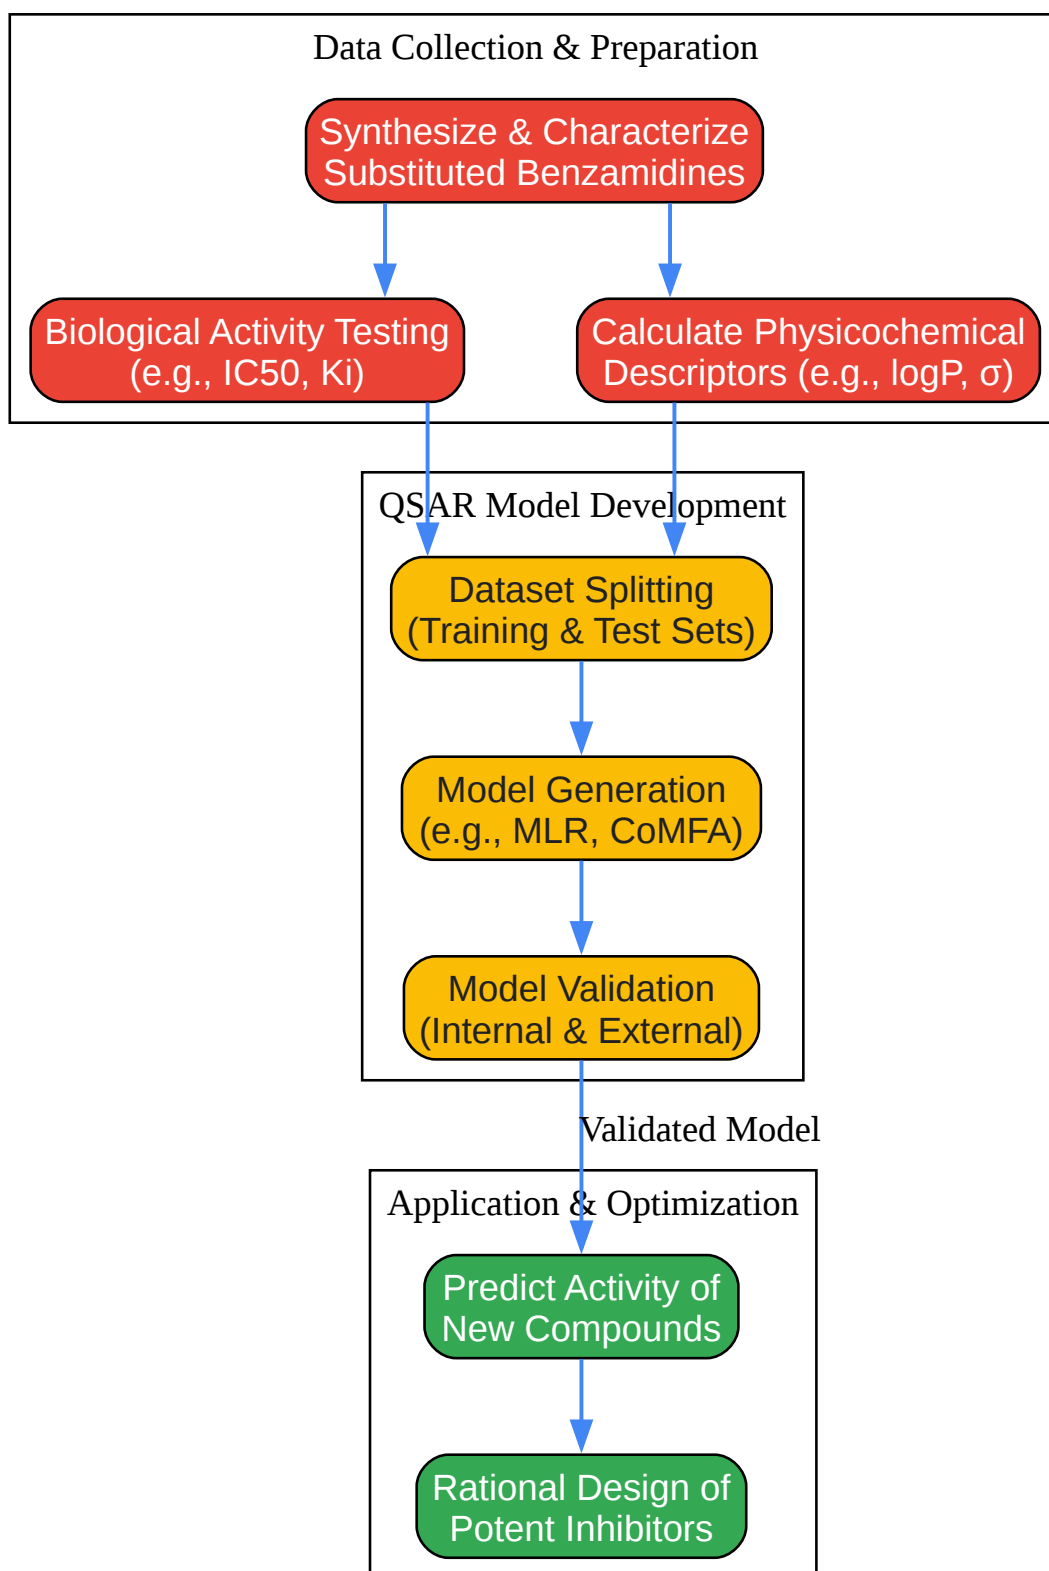 Data Collection & Preparation
Synthesize & Characterize
Substituted Benzamidines
Biological Activity Testing
(e.g., IC50, Ki)
Calculate Physicochemical
Descriptors (e.g., logP, σ)
QSAR Model Development
Dataset Splitting
(Training & Test Sets)
Model Generation
(e.g., MLR, CoMFA)
Model Validation
(Internal & External)
Validated Model
Application & Optimization
Predict Activity of
New Compounds
Rational Design of
Potent Inhibitors